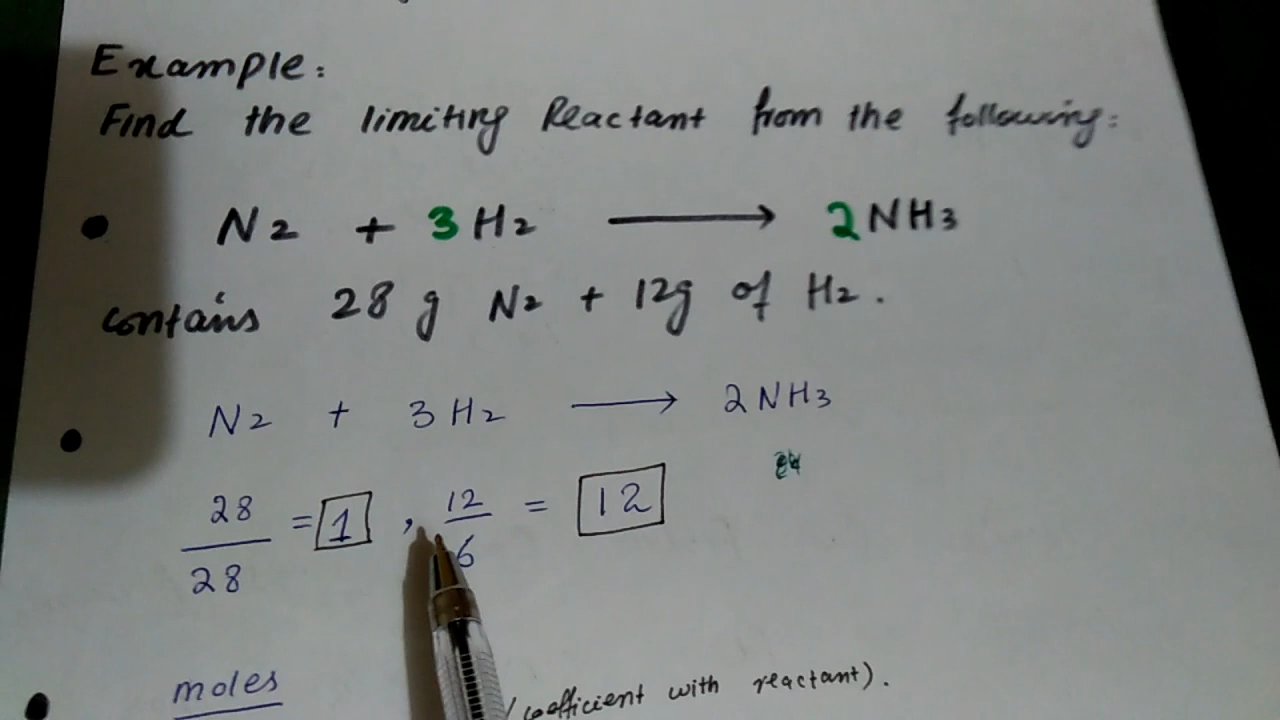 Example:
Find the limiting Reactant from the following:
N2 + 3H2 ⟶ 2NH3
contains 28 g N2 + 12g of H2.
N2 + 3H2 ⟶ 2NH3
28/28 = 1 , 12/6 = 12
moles /coefficient with reactant).